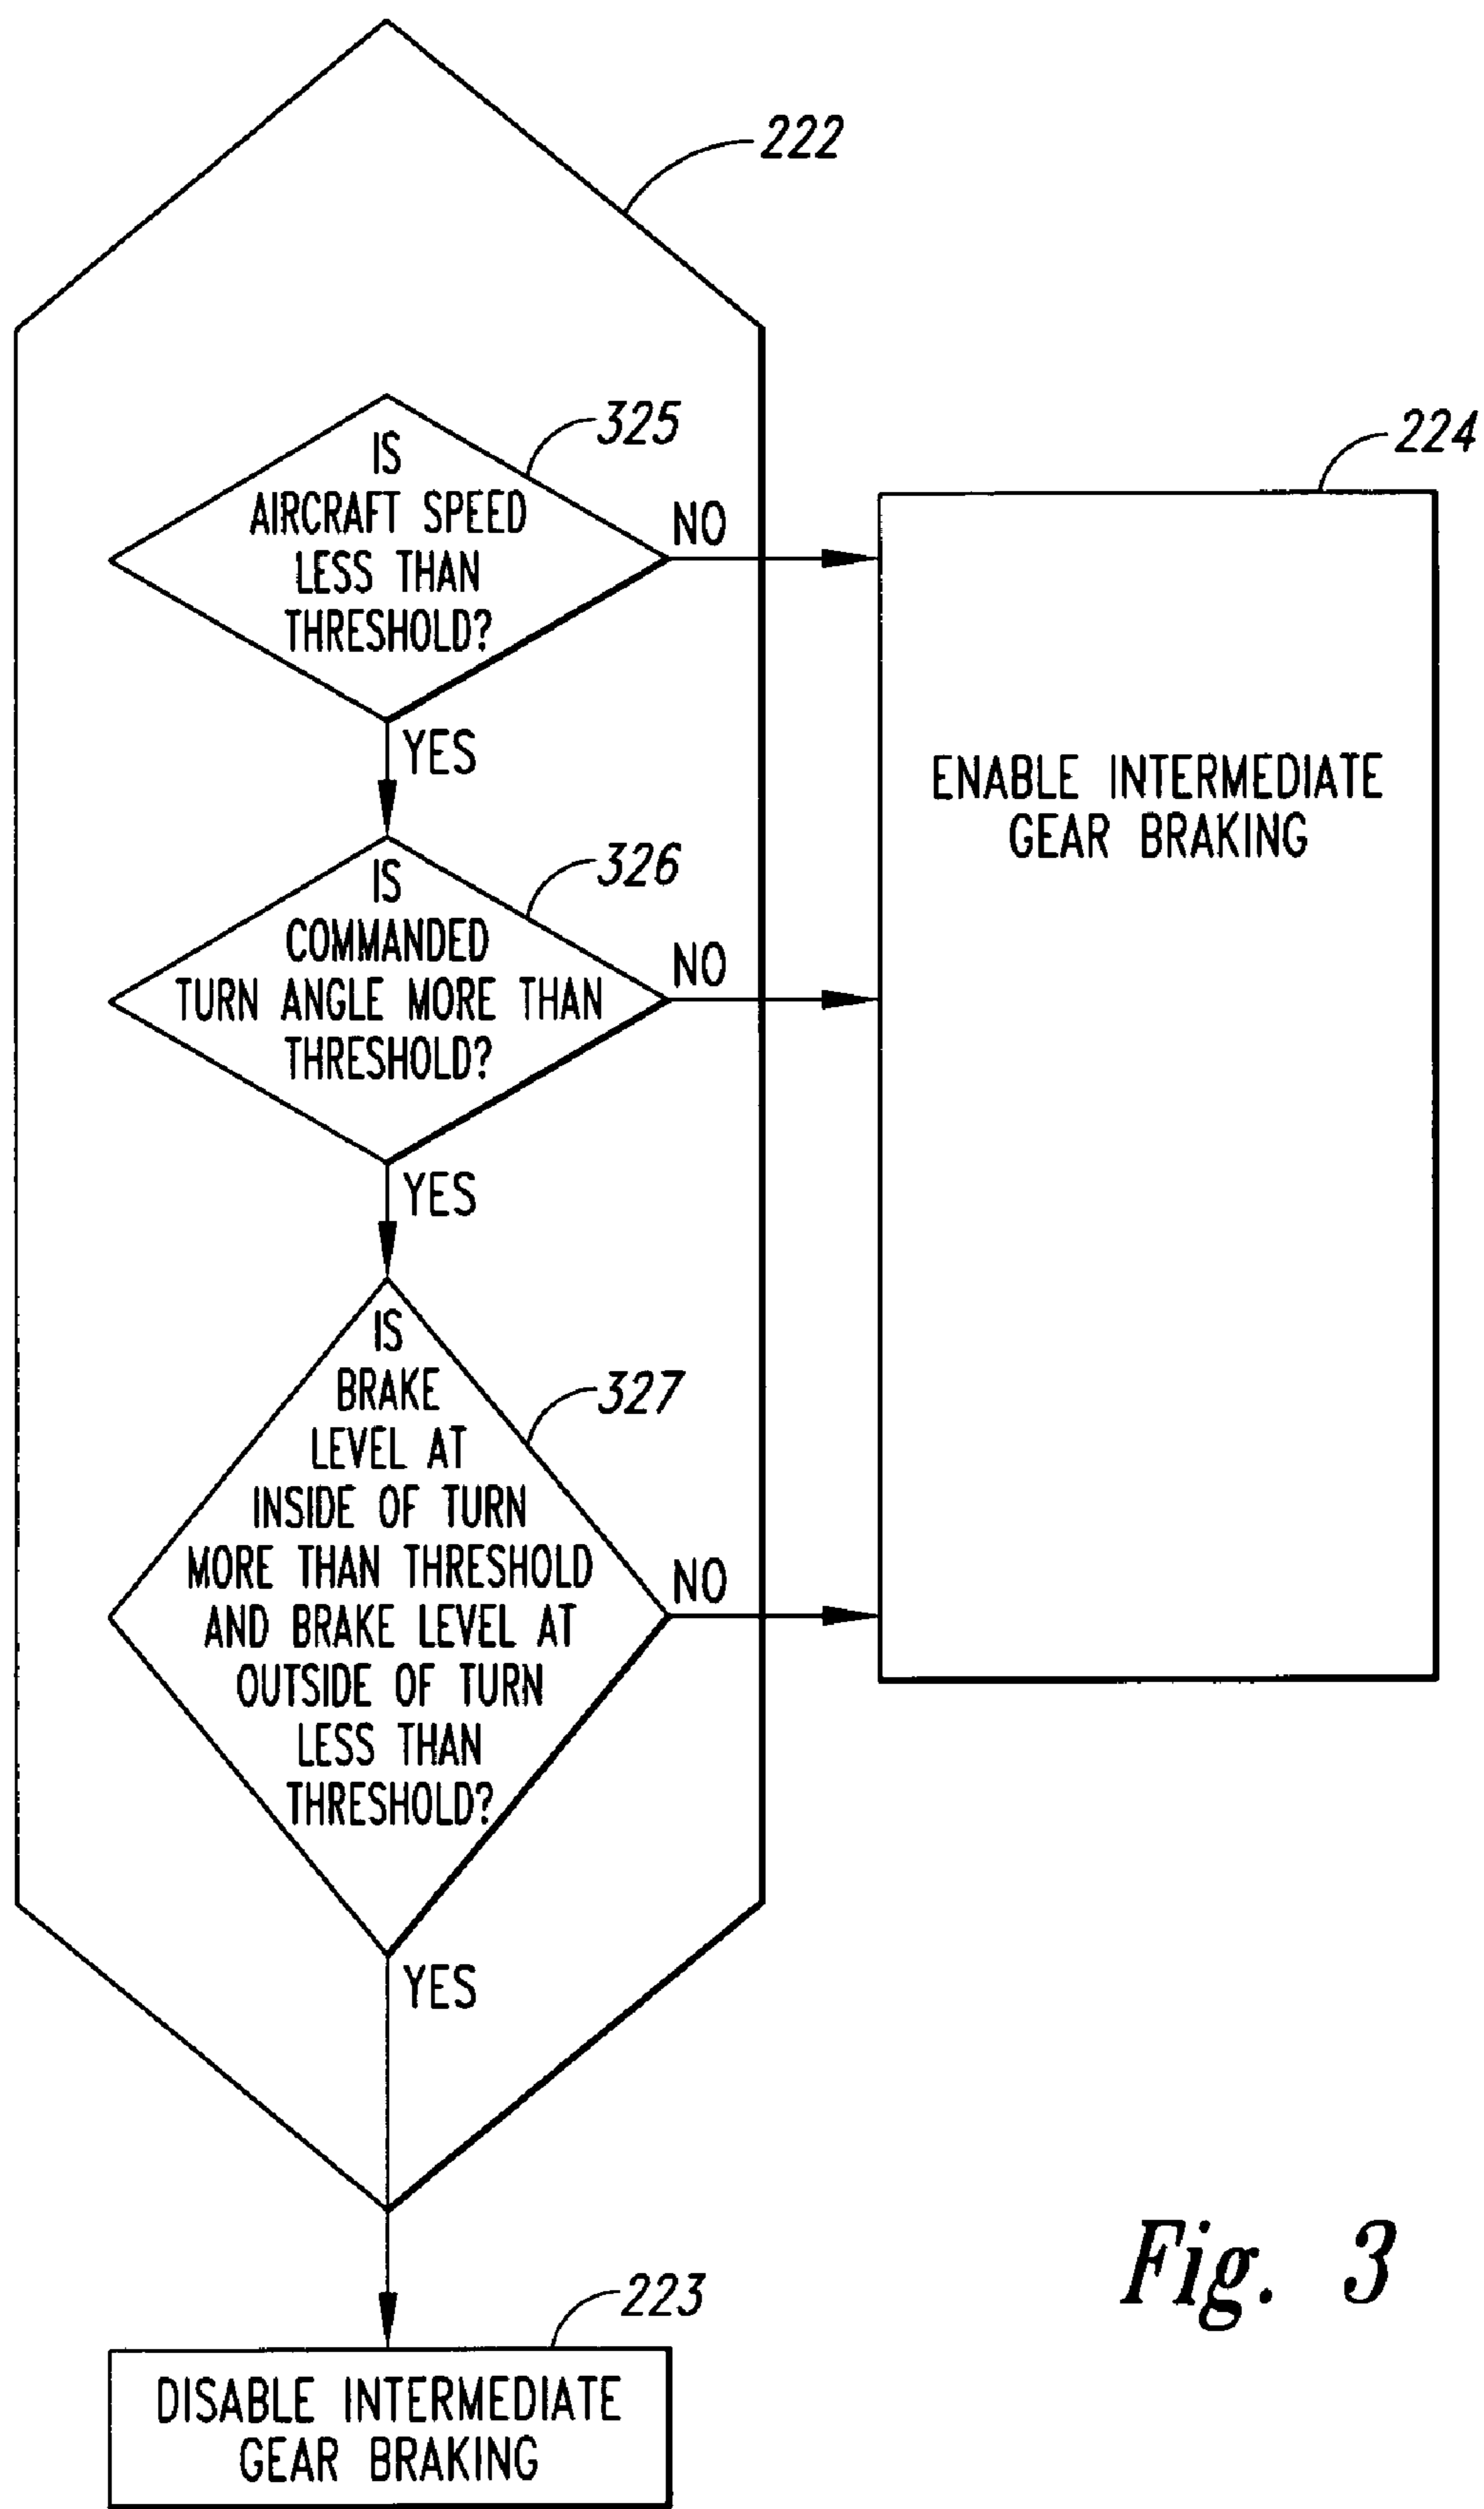 222
325
IS
AIRCRAFT SPEED
LESS THAN
THRESHOLD?
NO
YES
224
ENABLE INTERMEDIATE
GEAR BRAKING
326
IS
COMMANDED
TURN ANGLE MORE THAN
THRESHOLD?
NO
YES
327
IS
BRAKE
LEVEL AT
INSIDE OF TURN
MORE THAN THRESHOLD
AND BRAKE LEVEL AT
OUTSIDE OF TURN
LESS THAN
THRESHOLD?
NO
YES
223
DISABLE INTERMEDIATE
GEAR BRAKING
Fig. 3